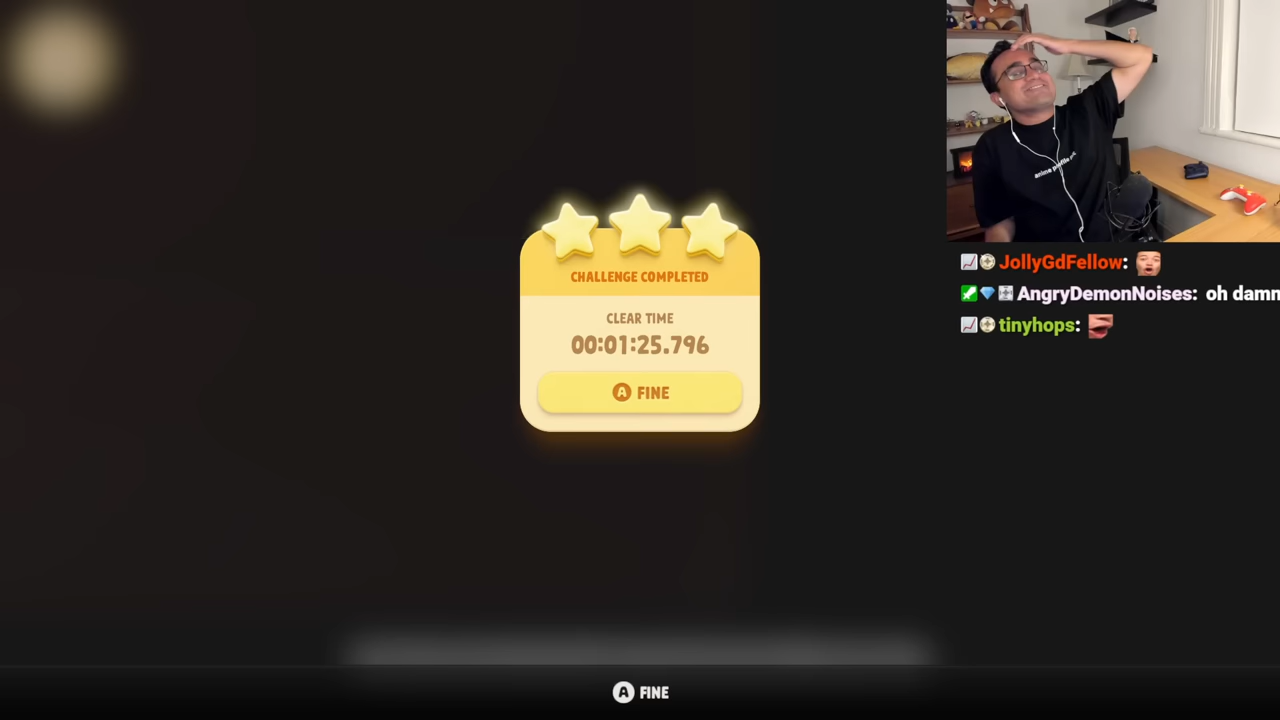 CHALLENGE COMPLETED
CLEAR TIME
00:01:25.796
A FINE
JollyGdFellow:
AngryDemonNoises: oh damn
tinyhops:
A FINE